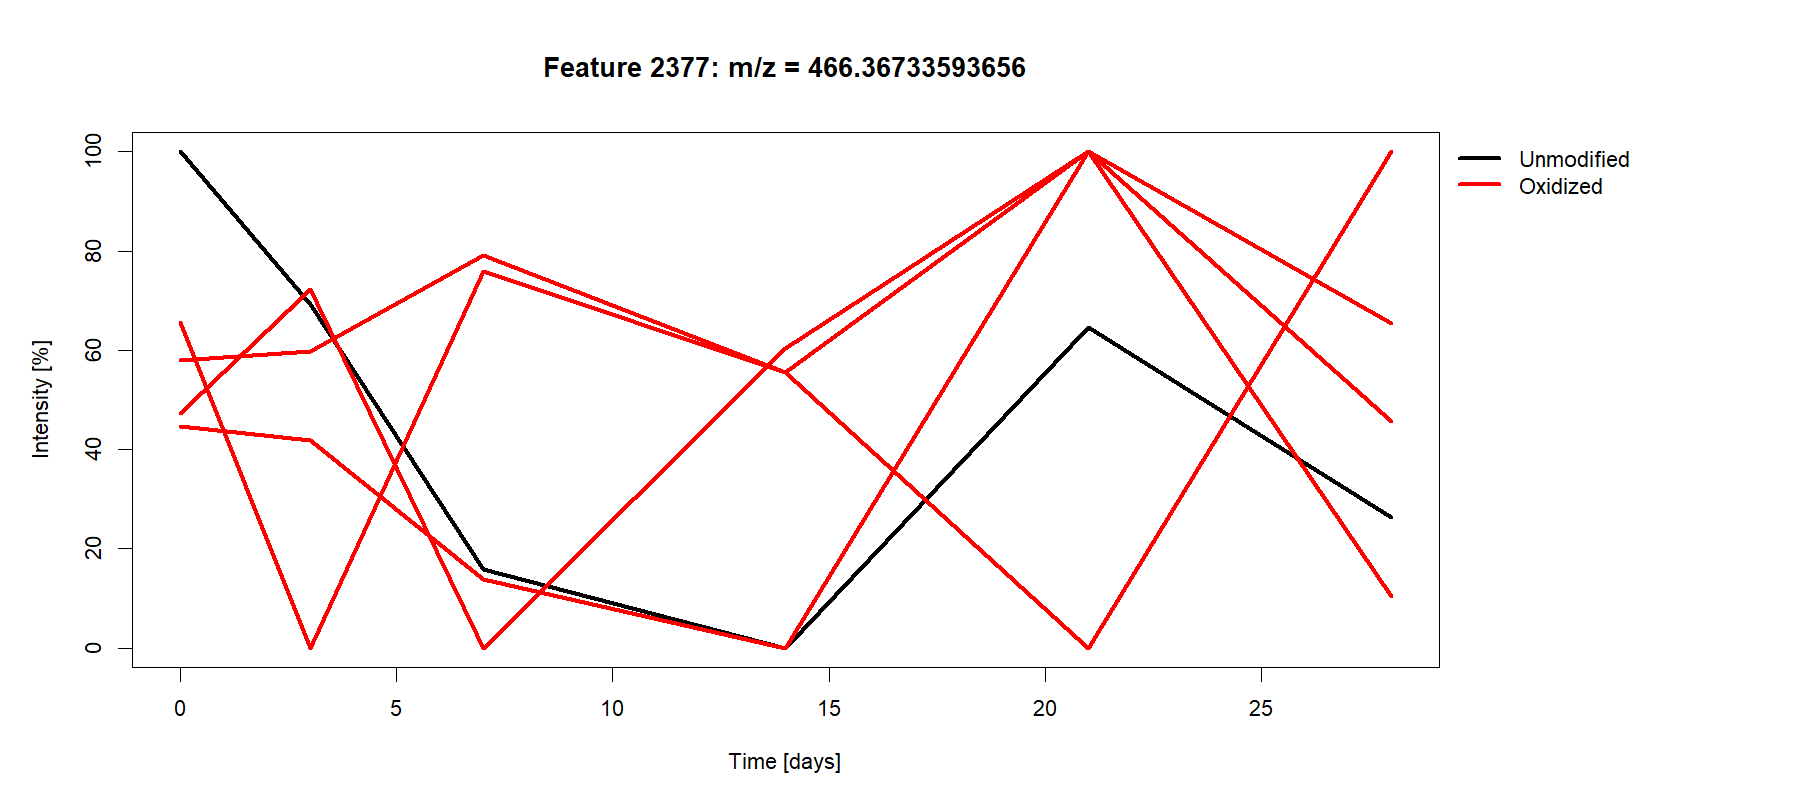 Feature 2377: m/z = 466.36733593656
Unmodified
Oxidized
Intensity [%]
100
80
60
40
20
0
0 5 10 15 20 25
Time [days]